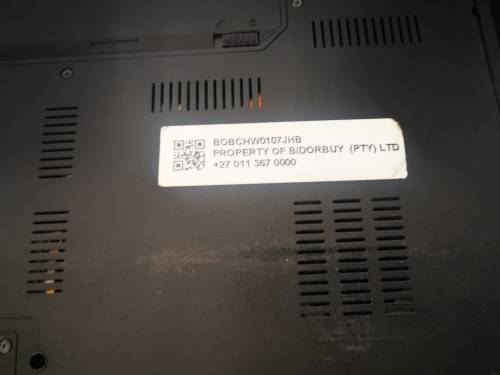 BOBCHW0107JHB
PROPERTY OF BIDORBUY (PTY) LTD
+27 011 367 0000